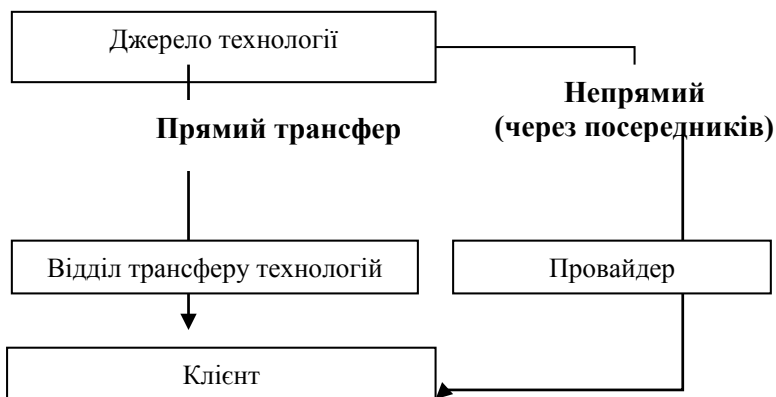 Джерело технології
Непрямий
(через посередників)
Прямий трансфер
Відділ трансферу технологій
Провайдер
Клієнт